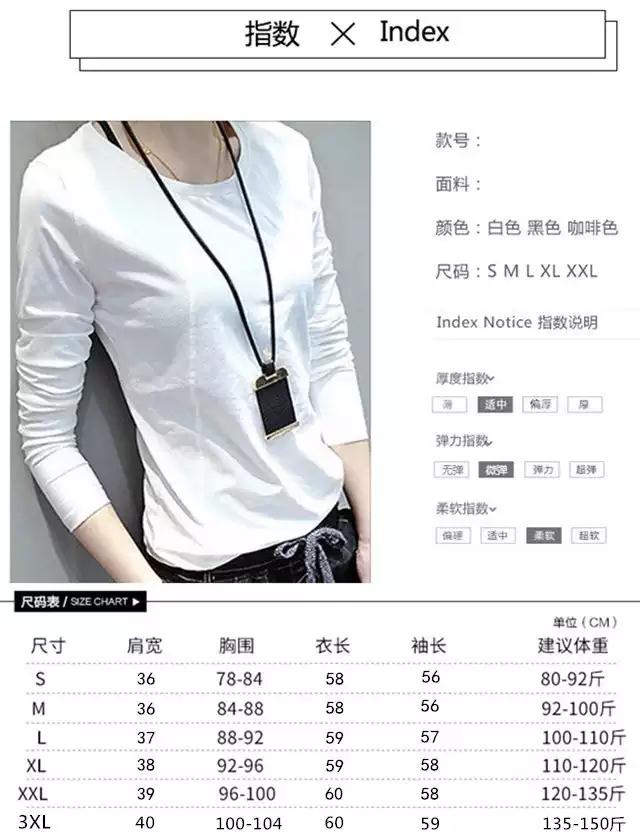 指数 × Index
款号：
面料：
颜色：白色 黑色 咖啡色
尺码：S M L XL XXL
Index Notice 指数说明
厚度指数
薄 适中 偏厚 厚
弹力指数
无弹 微弹 弹力 超弹
柔软指数
偏硬 适中 柔软 超软
尺码表 / SIZE CHART ▶
单位（CM）
尺寸 肩宽 胸围 衣长 袖长 建议体重
S 36 78-84 58 56 80-92斤
M 36 84-88 58 56 92-100斤
L 37 88-92 59 57 100-110斤
XL 38 92-96 59 58 110-120斤
XXL 39 96-100 60 58 120-135斤
3XL 40 100-104 60 59 135-150斤